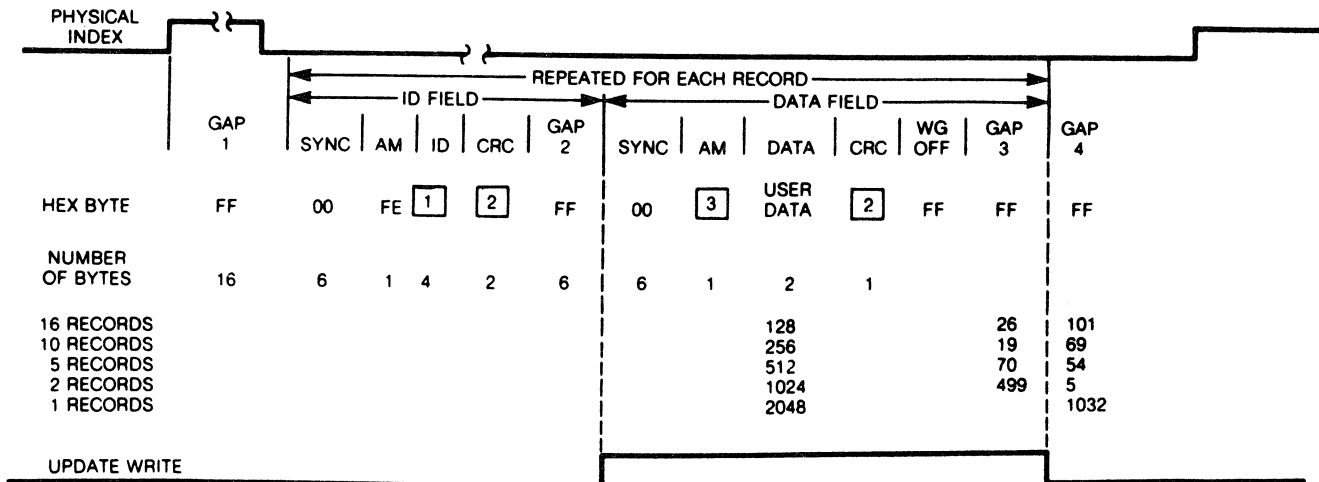 PHYSICAL
INDEX
REPEATED FOR EACH RECORD
ID FIELD DATA FIELD
GAP 1 SYNC AM ID CRC GAP 2 SYNC AM DATA CRC WG OFF GAP 3 GAP 4
HEX BYTE FF 00 FE 1 2 FF 00 3 USER DATA 2 FF FF FF
NUMBER
OF BYTES 16 6 1 4 2 6 6 1 2 1
16 RECORDS 128 26 101
10 RECORDS 256 19 69
5 RECORDS 512 70 54
2 RECORDS 1024 499 5
1 RECORDS 2048 1032
UPDATE WRITE